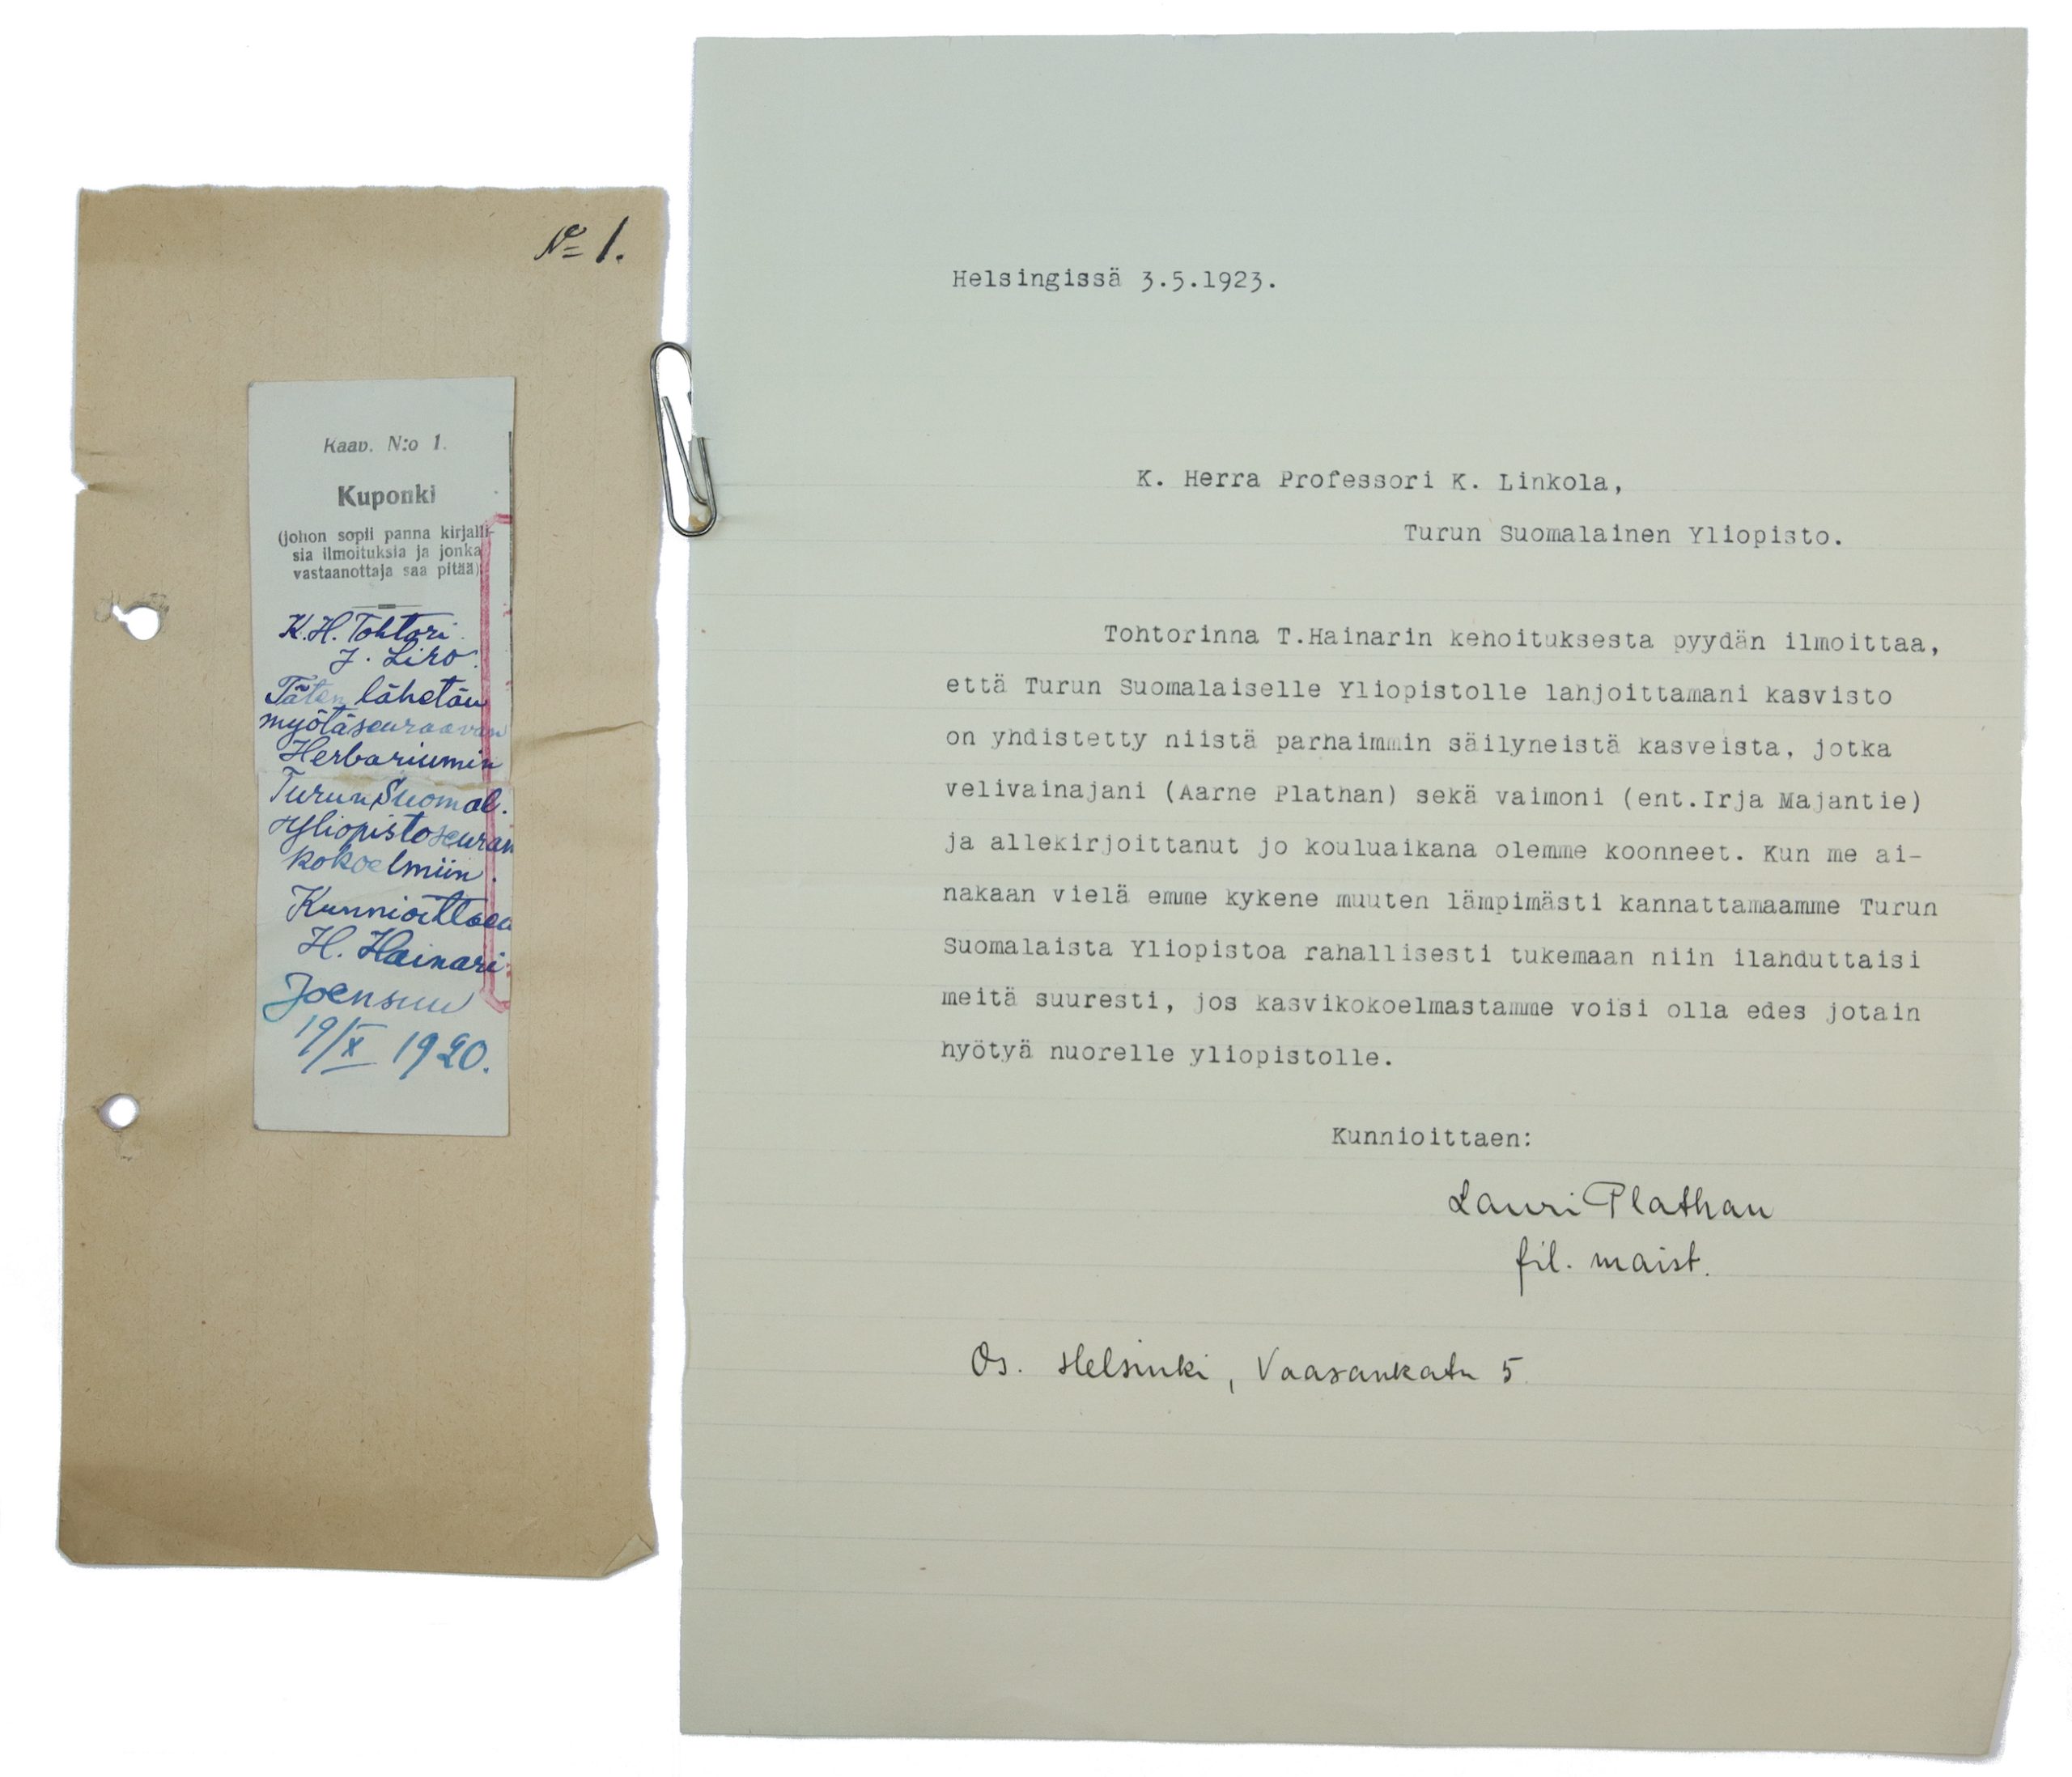 № 1.
Kaav. N:o 1.
Kuponki
(johon sopii panna kirjalli-
sia ilmoituksia ja jonka
vastaanottaja saa pitää)
K.H. Tohtori
J. Liro.
Täten lähetän
myötäseuraavan
Herbariumin
Turun Suomal.
Yliopistoseuran
kokoelmiin.
Kunnioittaen
H. Hainari
Joensuu
19/X 1920.
Helsingissä 3.5.1923.
K. Herra Professori K. Linkola,
Turun Suomalainen Yliopisto.
Tohtorinna T.Hainarin kehoituksesta pyydän ilmoittaa,
että Turun Suomalaiselle Yliopistolle lahjoittamani kasvisto
on yhdistetty niistä parhaimmin säilyneistä kasveista, jotka
velivainajani (Aarne Plathan) sekä vaimoni (ent.Irja Majantie)
ja allekirjoittanut jo kouluaikana olemme koonneet. Kun me ai-
nakaan vielä emme kykene muuten lämpimästi kannattamaamme Turun
Suomalaista Yliopistoa rahallisesti tukemaan niin ilahduttaisi
meitä suuresti, jos kasvikokoelmastamme voisi olla edes jotain
hyötyä nuorelle yliopistolle.
Kunnioittaen:
Lauri Plathan
fil. maist.
Os. Helsinki, Vaasankatu 5